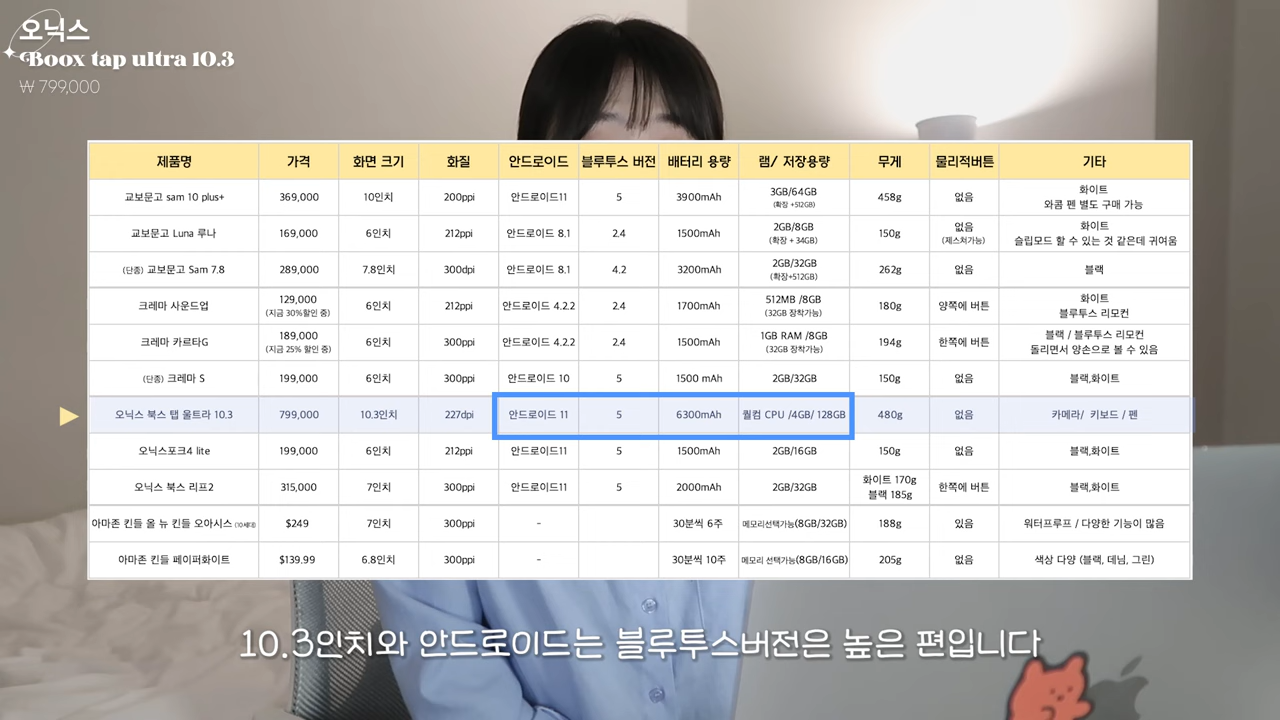 오닉스
Boox tap ultra 10.3
₩ 799,000
제품명 가격 화면 크기 화질 안드로이드 블루투스 버전 배터리 용량 램/ 저장용량 무게 물리적버튼 기타
교보문고 sam 10 plus+ 369,000 10인치 200ppi 안드로이드11 5 3900mAh 3GB/64GB 458g 없음 화이트
(확장 +512GB) 와콤 펜 별도 구매 가능
교보문고 Luna 루나 169,000 6인치 212ppi 안드로이드 8.1 2.4 1500mAh 2GB/8GB 150g 없음 화이트
(확장 + 34GB) (제스처가능) 슬립모드 할 수 있는 것 같은데 귀여움
(단종) 교보문고 Sam 7.8 289,000 7.8인치 300dpi 안드로이드 8.1 4.2 3200mAh 2GB/32GB 262g 없음 블랙
(확장+512GB)
크레마 사운드업 129,000 6인치 212ppi 안드로이드 4.2.2 2.4 1700mAh 512MB /8GB 180g 양쪽에 버튼 화이트
(지금 30%할인 중) (32GB 장착가능) 블루투스 리모컨
크레마 카르타G 189,000 6인치 300ppi 안드로이드 4.2.2 2.4 1500mAh 1GB RAM /8GB 194g 한쪽에 버튼 블랙 / 블루투스 리모컨
(지금 25% 할인 중) (32GB 장착가능) 돌리면서 양손으로 볼 수 있음
(단종) 크레마 S 199,000 6인치 300ppi 안드로이드 10 5 1500 mAh 2GB/32GB 150g 없음 블랙,화이트
오닉스 북스 탭 울트라 10.3 799,000 10.3인치 227dpi 안드로이드 11 5 6300mAh 퀄컴 CPU /4GB/ 128GB 480g 없음 카메라/ 키보드 / 펜
오닉스포크4 lite 199,000 6인치 212ppi 안드로이드11 5 1500mAh 2GB/16GB 150g 없음 블랙,화이트
오닉스 북스 리프2 315,000 7인치 300ppi 안드로이드11 5 2000mAh 2GB/32GB 화이트 170g 한쪽에 버튼 블랙,화이트
블랙 185g
아마존 킨들 올 뉴 킨들 오아시스 (10세대) $249 7인치 300ppi - 30분씩 6주 메모리선택가능(8GB/32GB) 188g 있음 워터프루프 / 다양한 기능이 많음
아마존 킨들 페이퍼화이트 $139.99 6.8인치 300ppi - 30분씩 10주 메모리 선택가능(8GB/16GB) 205g 없음 색상 다양 (블랙, 데님, 그린)
10.3인치와 안드로이드는 블루투스버전은 높은 편입니다